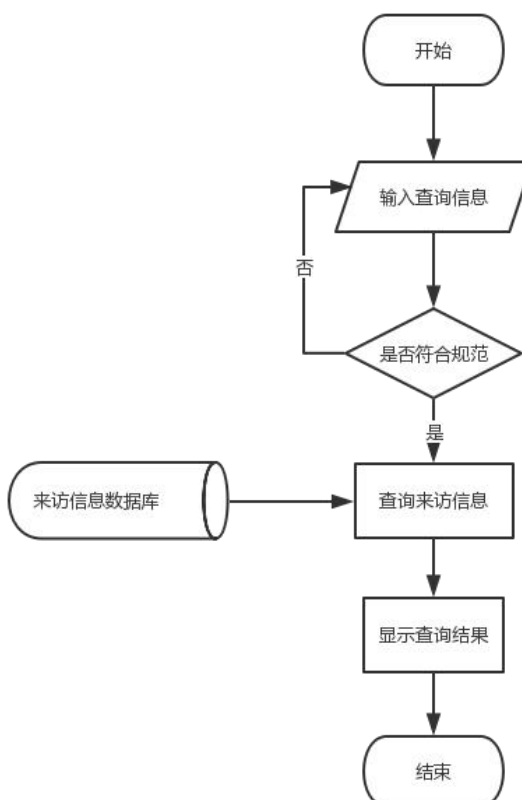 开始
输入查询信息
否
是否符合规范
是
来访信息数据库
查询来访信息
显示查询结果
结束